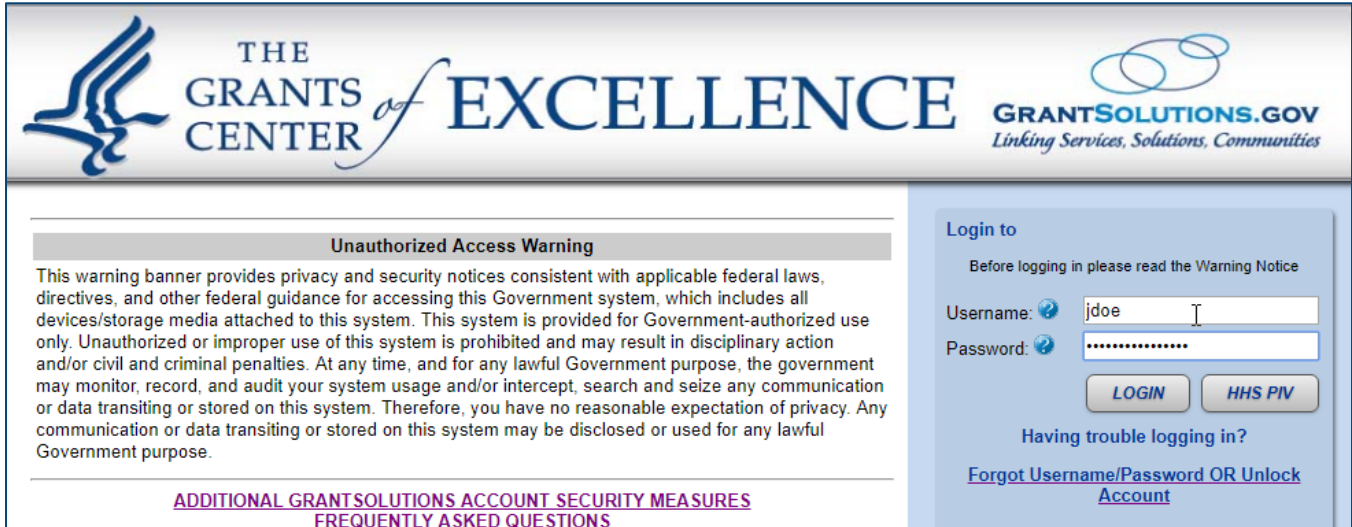 THE
GRANTS of EXCELLENCE
CENTER
GRANTSOLUTIONS.GOV
Linking Services, Solutions, Communities
Unauthorized Access Warning
This warning banner provides privacy and security notices consistent with applicable federal laws,
directives, and other federal guidance for accessing this Government system, which includes all
devices/storage media attached to this system. This system is provided for Government-authorized use
only. Unauthorized or improper use of this system is prohibited and may result in disciplinary action
and/or civil and criminal penalties. At any time, and for any lawful Government purpose, the government
may monitor, record, and audit your system usage and/or intercept, search and seize any communication
or data transiting or stored on this system. Therefore, you have no reasonable expectation of privacy. Any
communication or data transiting or stored on this system may be disclosed or used for any lawful
Government purpose.
ADDITIONAL GRANTSOLUTIONS ACCOUNT SECURITY MEASURES
FREQUENTLY ASKED QUESTIONS
Login to
Before logging in please read the Warning Notice
Username: ? jdoe
Password: ? ••••••••••••••••
LOGIN HHS PIV
Having trouble logging in?
Forgot Username/Password OR Unlock
Account